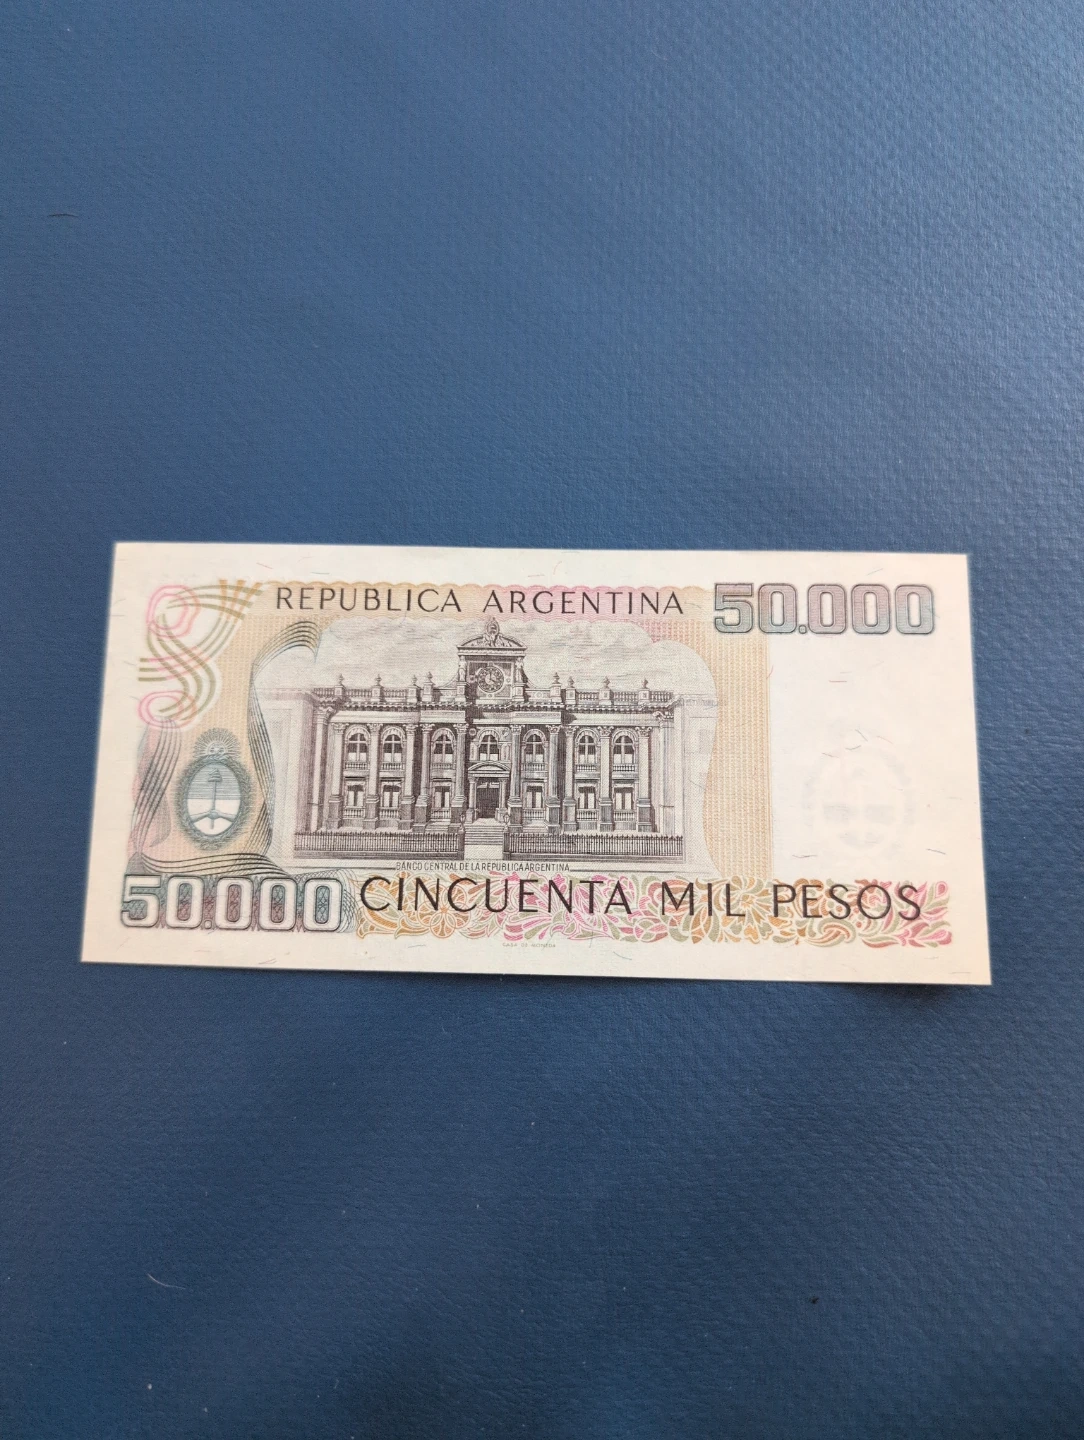 REPUBLICA ARGENTINA
50.000
BANCO CENTRAL DE LA REPUBLICA ARGENTINA
50.000
CINCUENTA MIL PESOS
CASA DE MONEDA